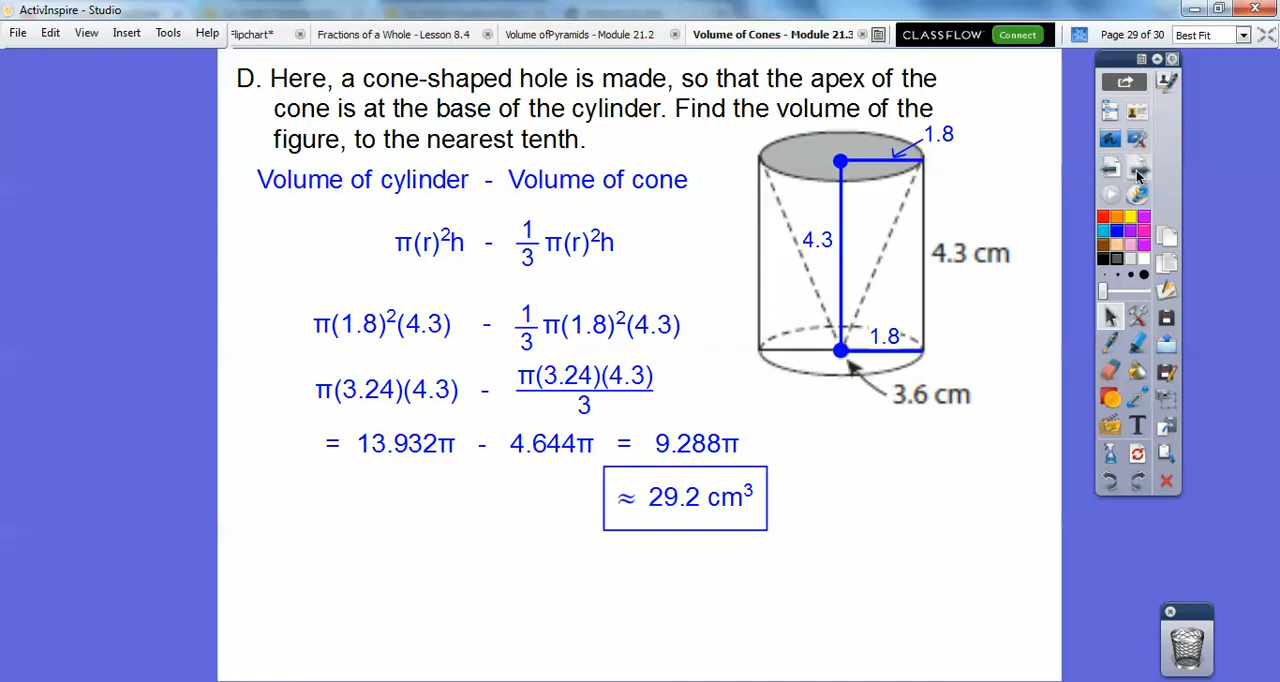 ActivInspire - Studio
File Edit View Insert Tools Help
Flipchart* Fractions of a Whole - Lesson 8.4 Volume ofPyramids - Module 21.2 Volume of Cones - Module 21.3 CLASSFLOW Connect Page 29 of 30 Best Fit
D. Here, a cone-shaped hole is made, so that the apex of the
cone is at the base of the cylinder. Find the volume of the
figure, to the nearest tenth.
1.8
Volume of cylinder - Volume of cone
π(r)²h - 1/3 π(r)²h
4.3
4.3 cm
π(1.8)²(4.3) - 1/3 π(1.8)²(4.3)
1.8
π(3.24)(4.3) - π(3.24)(4.3)/3
3.6 cm
= 13.932π - 4.644π = 9.288π
≈ 29.2 cm³
T